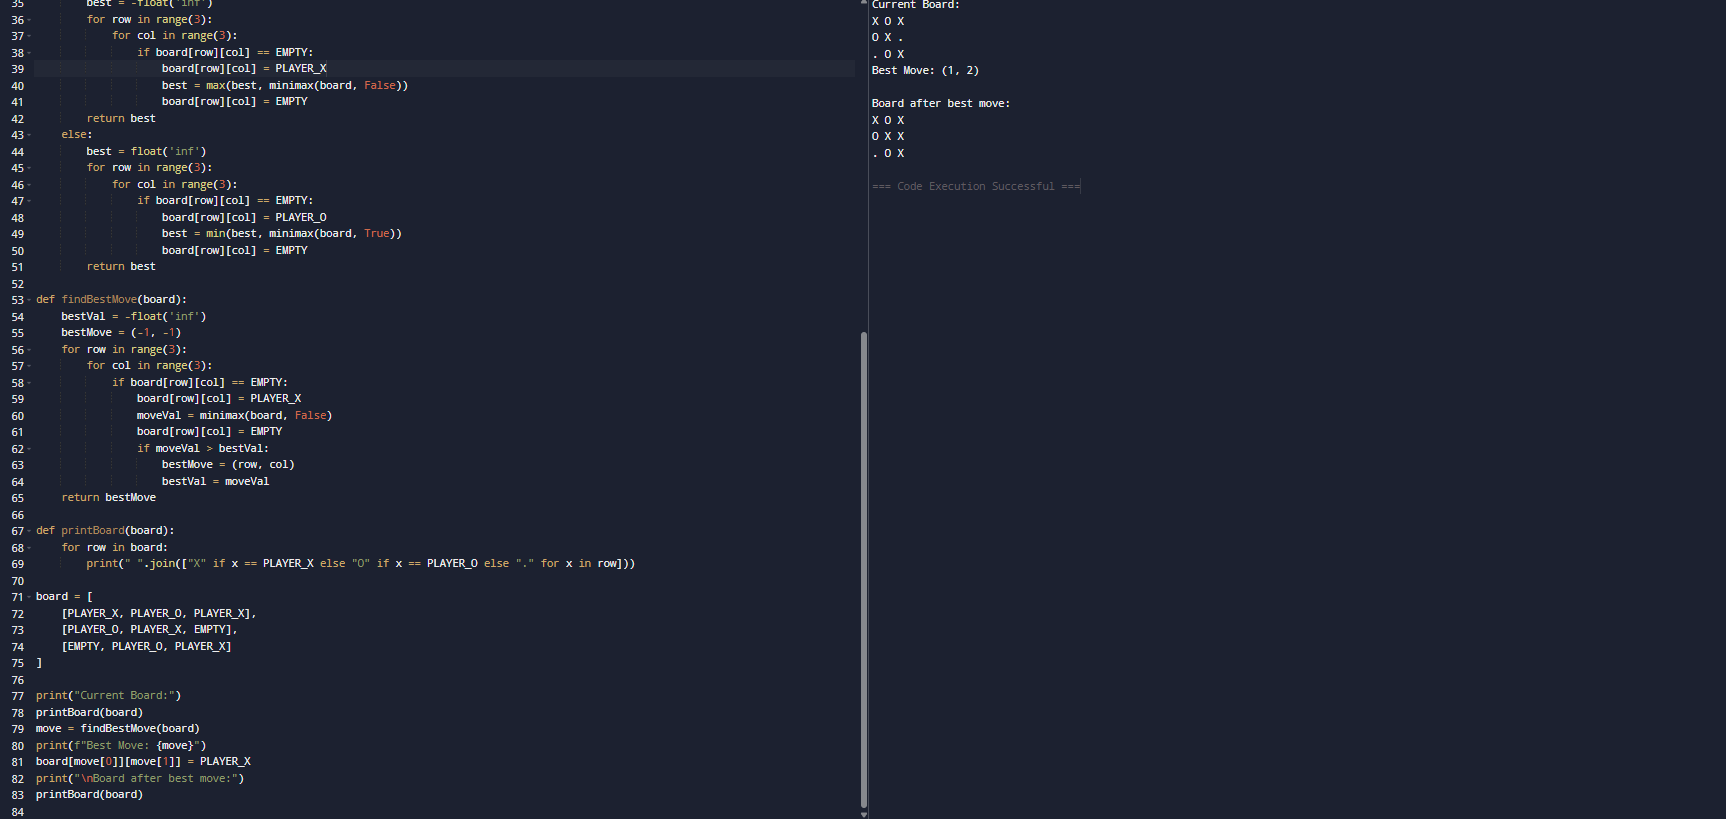 35 best = -float('inf')
36 for row in range(3):
37 for col in range(3):
38 if board[row][col] == EMPTY:
39 board[row][col] = PLAYER_X
40 best = max(best, minimax(board, False))
41 board[row][col] = EMPTY
42 return best
43 else:
44 best = float('inf')
45 for row in range(3):
46 for col in range(3):
47 if board[row][col] == EMPTY:
48 board[row][col] = PLAYER_O
49 best = min(best, minimax(board, True))
50 board[row][col] = EMPTY
51 return best
52
53 def findBestMove(board):
54 bestVal = -float('inf')
55 bestMove = (-1, -1)
56 for row in range(3):
57 for col in range(3):
58 if board[row][col] == EMPTY:
59 board[row][col] = PLAYER_X
60 moveVal = minimax(board, False)
61 board[row][col] = EMPTY
62 if moveVal > bestVal:
63 bestMove = (row, col)
64 bestVal = moveVal
65 return bestMove
66
67 def printBoard(board):
68 for row in board:
69 print(" ".join(["X" if x == PLAYER_X else "O" if x == PLAYER_O else "." for x in row]))
70
71 board = [
72 [PLAYER_X, PLAYER_O, PLAYER_X],
73 [PLAYER_O, PLAYER_X, EMPTY],
74 [EMPTY, PLAYER_O, PLAYER_X]
75 ]
76
77 print("Current Board:")
78 printBoard(board)
79 move = findBestMove(board)
80 print(f"Best Move: {move}")
81 board[move[0]][move[1]] = PLAYER_X
82 print("\nBoard after best move:")
83 printBoard(board)
84
Current Board:
X O X
O X .
. O X
Best Move: (1, 2)
Board after best move:
X O X
O X X
. O X
=== Code Execution Successful ===